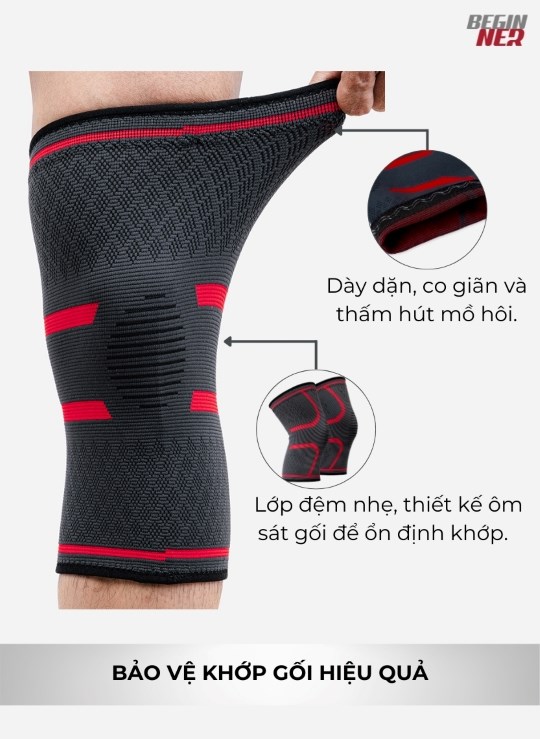 BEGIN
NER
Dày dặn, co giãn và
thấm hút mồ hôi.
Lớp đệm nhẹ, thiết kế ôm
sát gối để ổn định khớp.
BẢO VỆ KHỚP GỐI HIỆU QUẢ